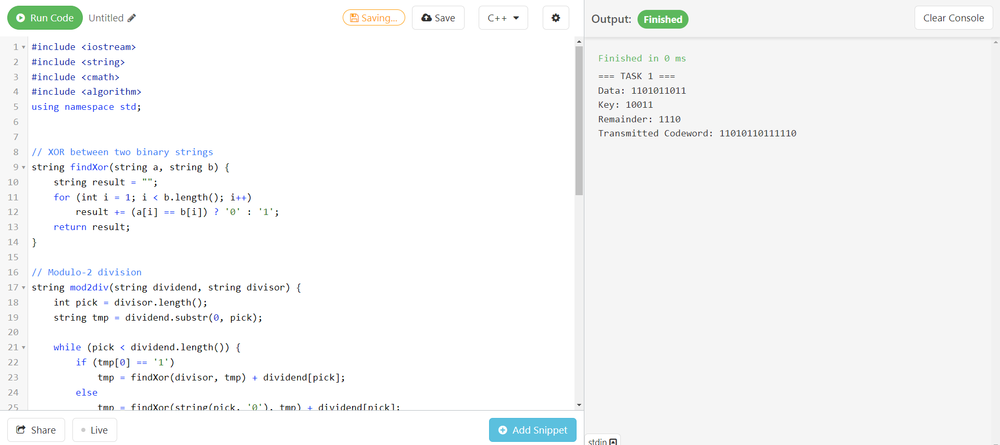 Run Code Untitled Saving... Save C++
1 #include <iostream>
2 #include <string>
3 #include <cmath>
4 #include <algorithm>
5 using namespace std;
6
7
8 // XOR between two binary strings
9 string findXor(string a, string b) {
10     string result = "";
11     for (int i = 1; i < b.length(); i++)
12         result += (a[i] == b[i]) ? '0' : '1';
13     return result;
14 }
15
16 // Modulo-2 division
17 string mod2div(string dividend, string divisor) {
18     int pick = divisor.length();
19     string tmp = dividend.substr(0, pick);
20
21     while (pick < dividend.length()) {
22         if (tmp[0] == '1')
23             tmp = findXor(divisor, tmp) + dividend[pick];
24         else
25             tmp = findXor(string(pick, '0'), tmp) + dividend[pick];
Share Live Add Snippet
Output: Finished Clear Console
Finished in 0 ms
=== TASK 1 ===
Data: 1101011011
Key: 10011
Remainder: 1110
Transmitted Codeword: 11010110111110
stdin